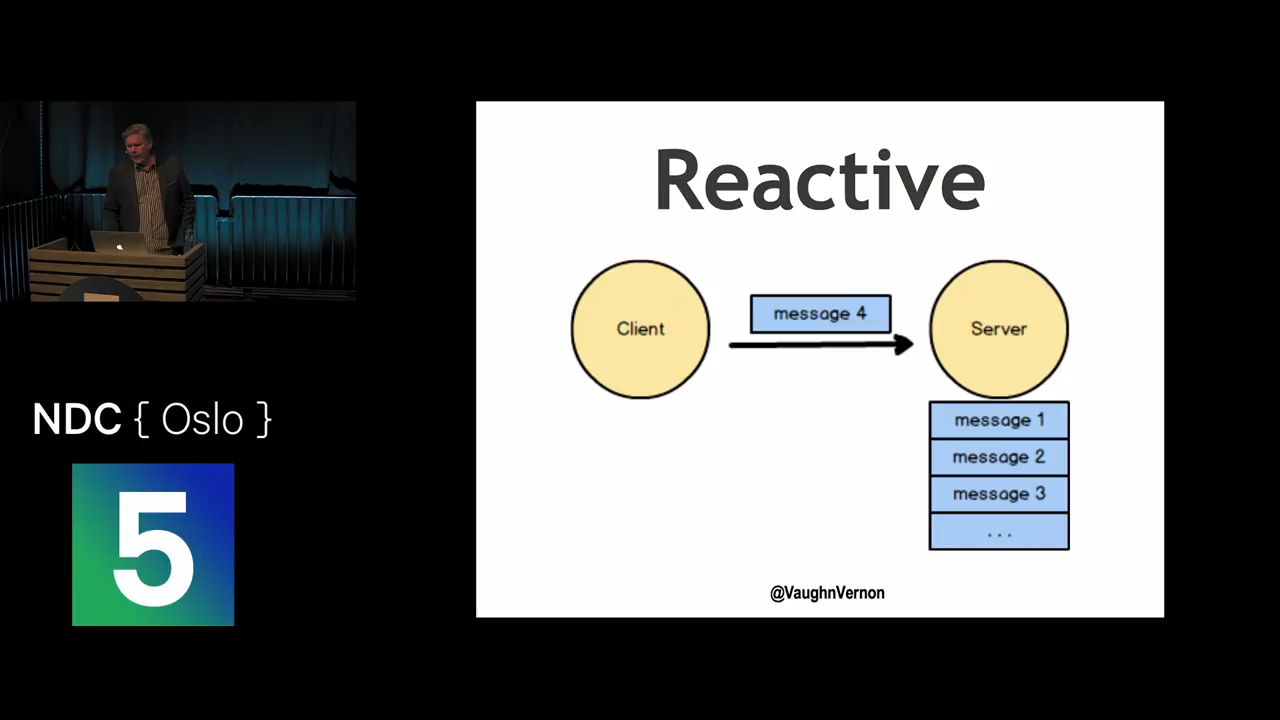 Reactive
Client
message 4
Server
message 1
message 2
message 3
...
@VaughnVernon
NDC { Oslo }
5